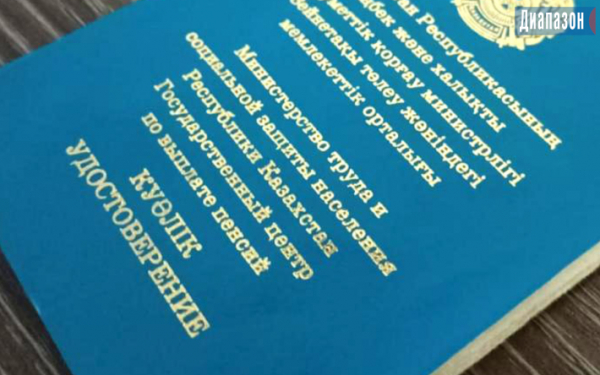 Диапазон
Республикасының
және халықты
қорғау министрлігі
зейнетақы төлеу жөніндегі
мемлекеттік орталығы
Министерство труда и
социальной защиты населения
Республики Казахстан
Государственный центр
по выплате пенсий
КУӘЛІК
УДОСТОВЕРЕНИЕ